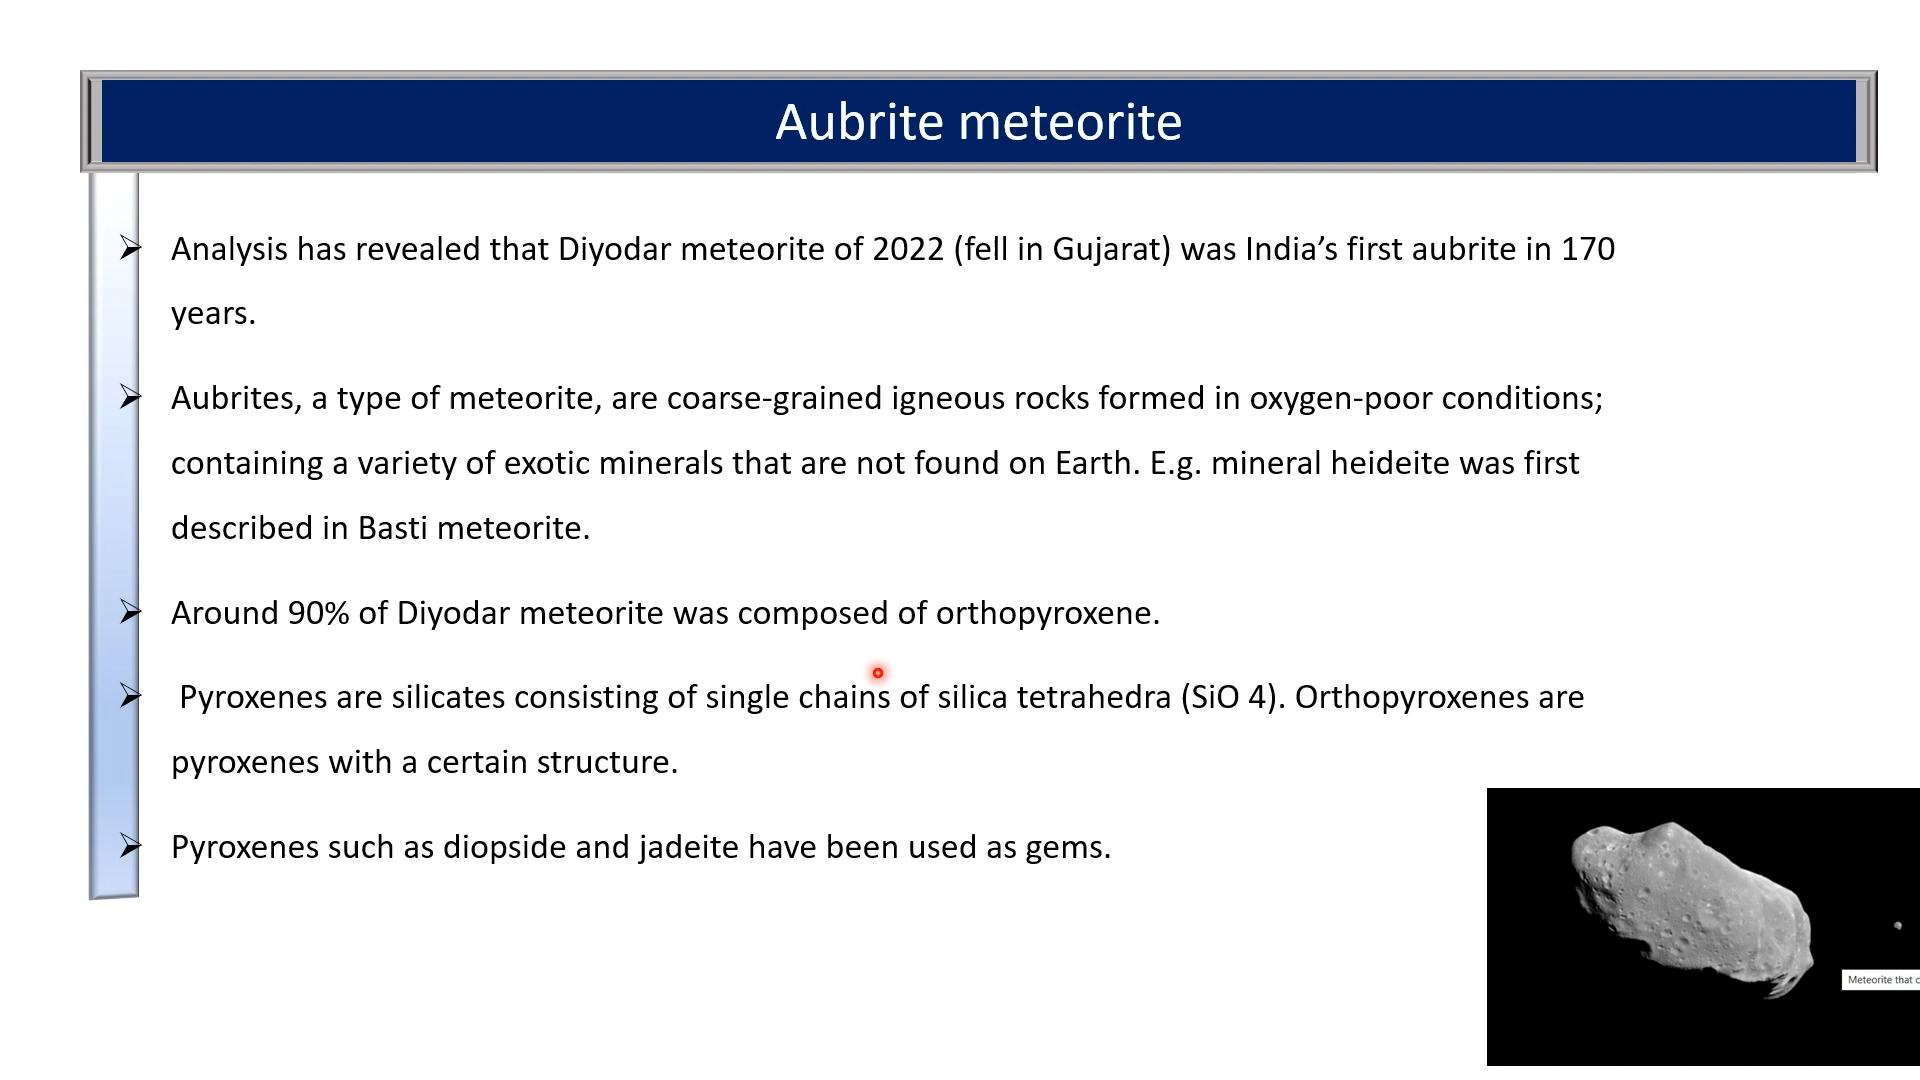 Aubrite meteorite
➢ Analysis has revealed that Diyodar meteorite of 2022 (fell in Gujarat) was India’s first aubrite in 170
years.
➢ Aubrites, a type of meteorite, are coarse-grained igneous rocks formed in oxygen-poor conditions;
containing a variety of exotic minerals that are not found on Earth. E.g. mineral heideite was first
described in Basti meteorite.
➢ Around 90% of Diyodar meteorite was composed of orthopyroxene.
➢ Pyroxenes are silicates consisting of single chains of silica tetrahedra (SiO 4). Orthopyroxenes are
pyroxenes with a certain structure.
➢ Pyroxenes such as diopside and jadeite have been used as gems.
Meteorite that